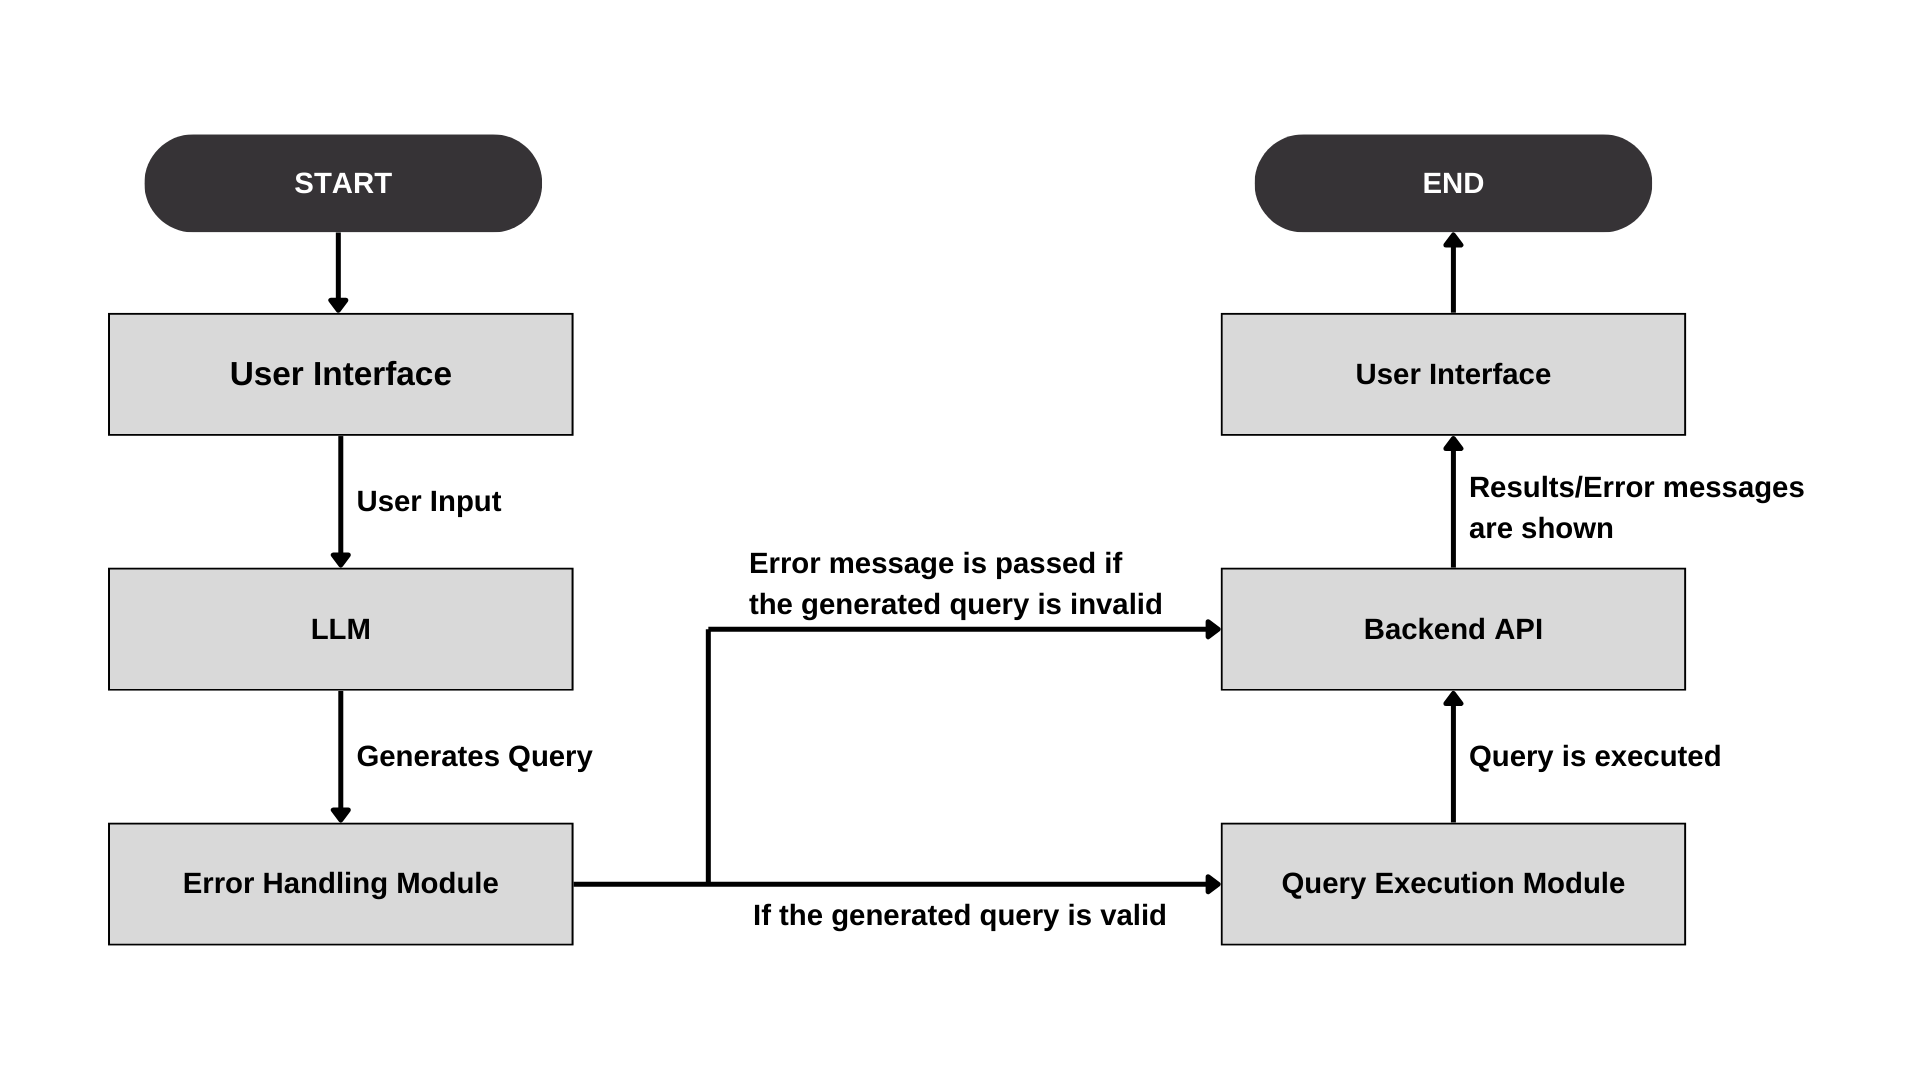 START
User Interface
User Input
LLM
Generates Query
Error Handling Module
Error message is passed if
the generated query is invalid
If the generated query is valid
END
User Interface
Results/Error messages
are shown
Backend API
Query is executed
Query Execution Module